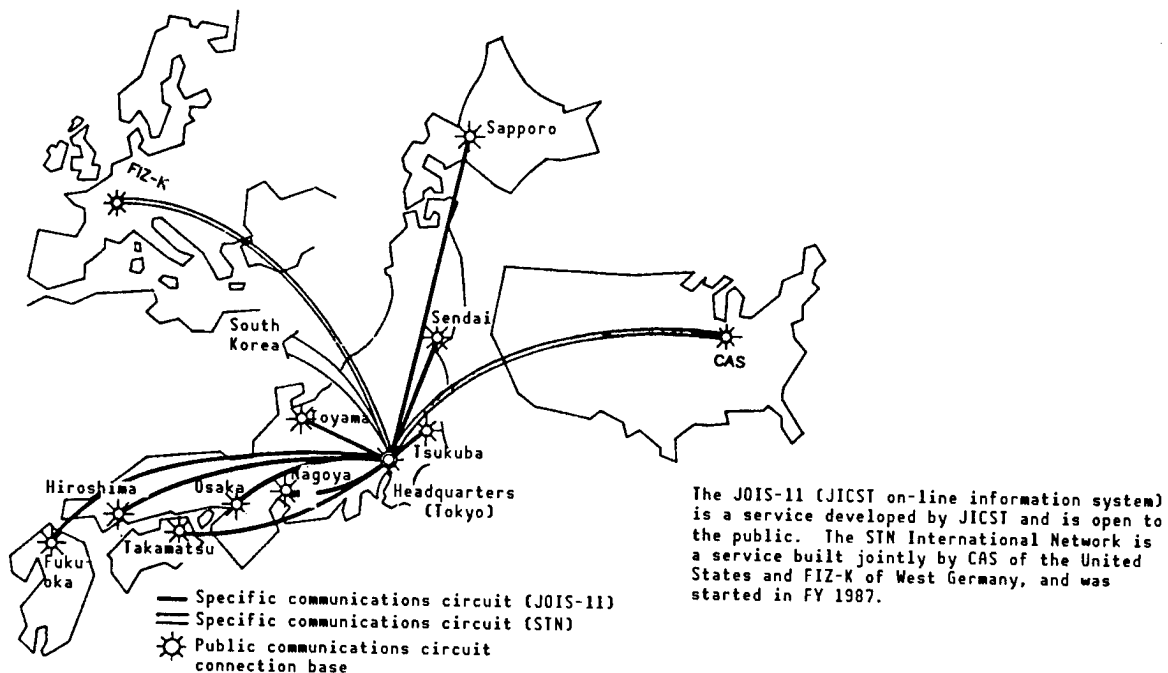 Sapporo
FIZ-K
South
Korea
Sendai
CAS
Toyama
Tsukuba
Nagoya
Osaka
Hiroshima
Headquarters
(Tokyo)
Takamatsu
Fuku-
oka
Specific communications circuit (JOIS-11)
Specific communications circuit (STN)
Public communications circuit
connection base
The JOIS-11 (JICST on-line information system)
is a service developed by JICST and is open to
the public. The STN International Network is
a service built jointly by CAS of the United
States and FIZ-K of West Germany, and was
started in FY 1987.